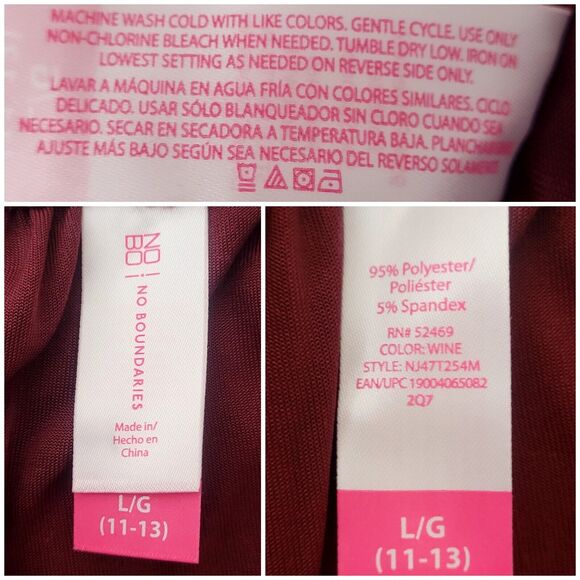 MACHINE WASH COLD WITH LIKE COLORS. GENTLE CYCLE. USE ONLY
NON-CHLORINE BLEACH WHEN NEEDED. TUMBLE DRY LOW. IRON ON
LOWEST SETTING AS NEEDED ON REVERSE SIDE ONLY.
LAVAR A MÁQUINA EN AGUA FRÍA CON COLORES SIMILARES. CICLO
DELICADO. USAR SÓLO BLANQUEADOR SIN CLORO CUANDO SEA
NECESARIO. SECAR EN SECADORA A TEMPERATURA BAJA.
AJUSTE MÁS BAJO SEGÚN SEA NECESARIO DEL REVERSO SOLAMENTE
NO
BO!
NO BOUNDARIES
Made in/
Hecho en
China
L/G
(11-13)
95% Polyester/
Poliéster
5% Spandex
RN# 52469
COLOR: WINE
STYLE: NJ47T254M
EAN/UPC 19004065082
2Q7
L/G
(11-13)